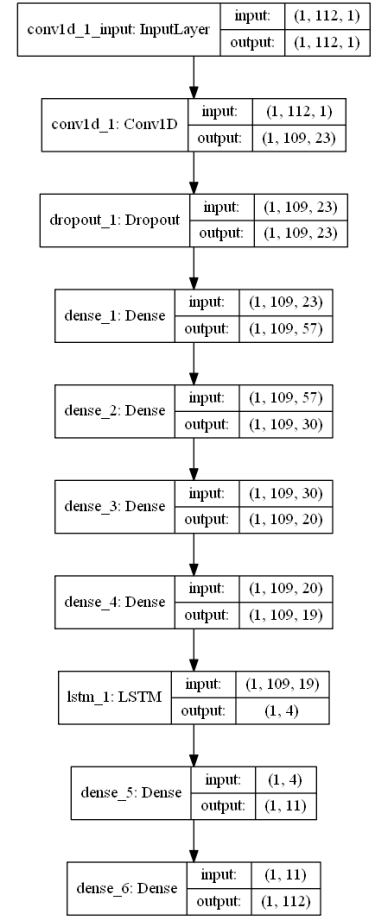 conv1d_1_input: InputLayer
input: (1, 112, 1)
output: (1, 112, 1)
conv1d_1: Conv1D
input: (1, 112, 1)
output: (1, 109, 23)
dropout_1: Dropout
input: (1, 109, 23)
output: (1, 109, 23)
dense_1: Dense
input: (1, 109, 23)
output: (1, 109, 57)
dense_2: Dense
input: (1, 109, 57)
output: (1, 109, 30)
dense_3: Dense
input: (1, 109, 30)
output: (1, 109, 20)
dense_4: Dense
input: (1, 109, 20)
output: (1, 109, 19)
lstm_1: LSTM
input: (1, 109, 19)
output: (1, 4)
dense_5: Dense
input: (1, 4)
output: (1, 11)
dense_6: Dense
input: (1, 11)
output: (1, 112)